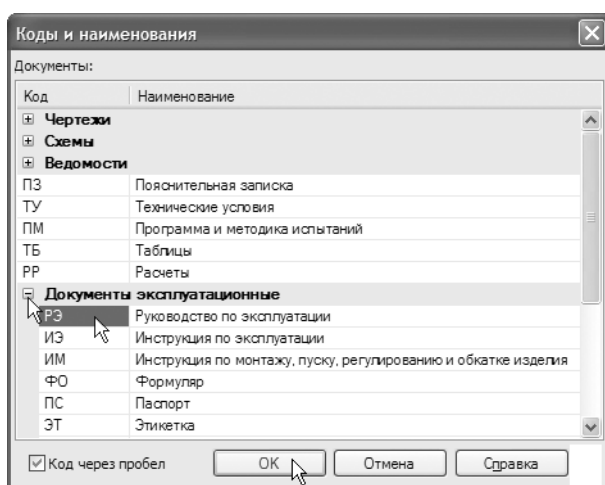 Коды и наименования
Документы:
Код Наименование
Чертежи
Схемы
Ведомости
ПЗ Пояснительная записка
ТУ Технические условия
ПМ Программа и методика испытаний
ТБ Таблицы
РР Расчеты
Документы эксплуатационные
РЭ Руководство по эксплуатации
ИЭ Инструкция по эксплуатации
ИМ Инструкция по монтажу, пуску, регулированию и обкатке изделия
ФО Формуляр
ПС Паспорт
ЭТ Этикетка
Код через пробел OK Отмена Справка